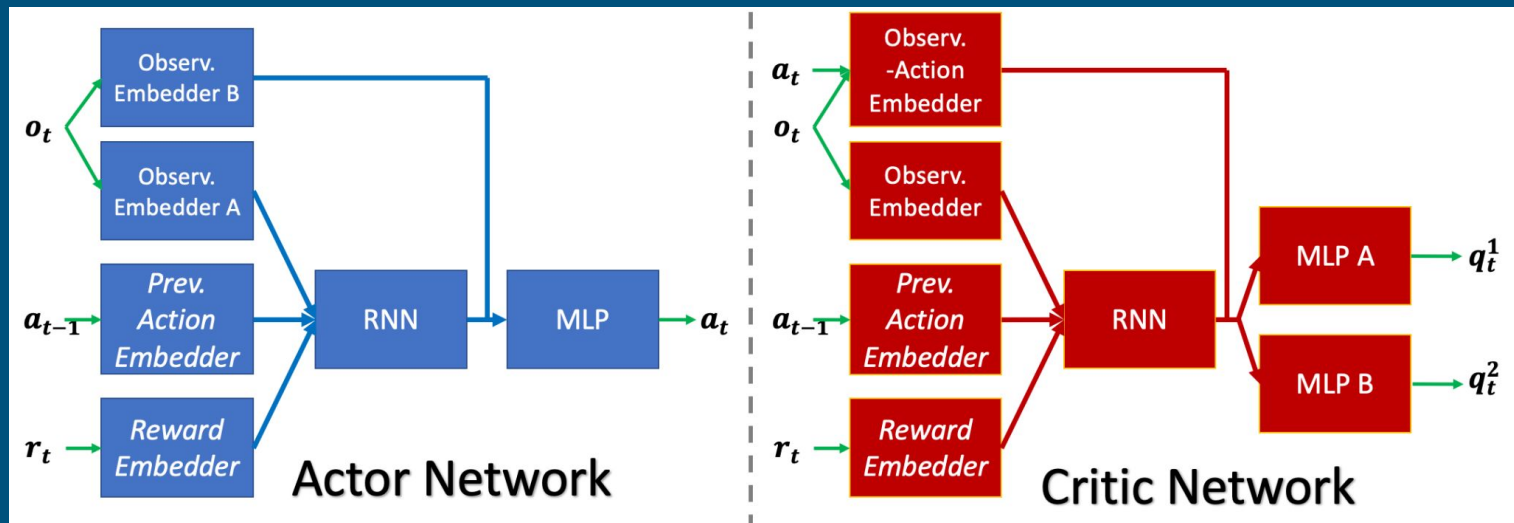 Observ.
Embedder B
o_t
Observ.
Embedder A
Prev.
Action
Embedder
a_{t-1}
RNN
MLP
a_t
r_t
Reward
Embedder
Actor Network
a_t
Observ.
-Action
Embedder
o_t
Observ.
Embedder
MLP A
q_t^1
Prev.
Action
Embedder
a_{t-1}
RNN
MLP B
q_t^2
r_t
Reward
Embedder
Critic Network